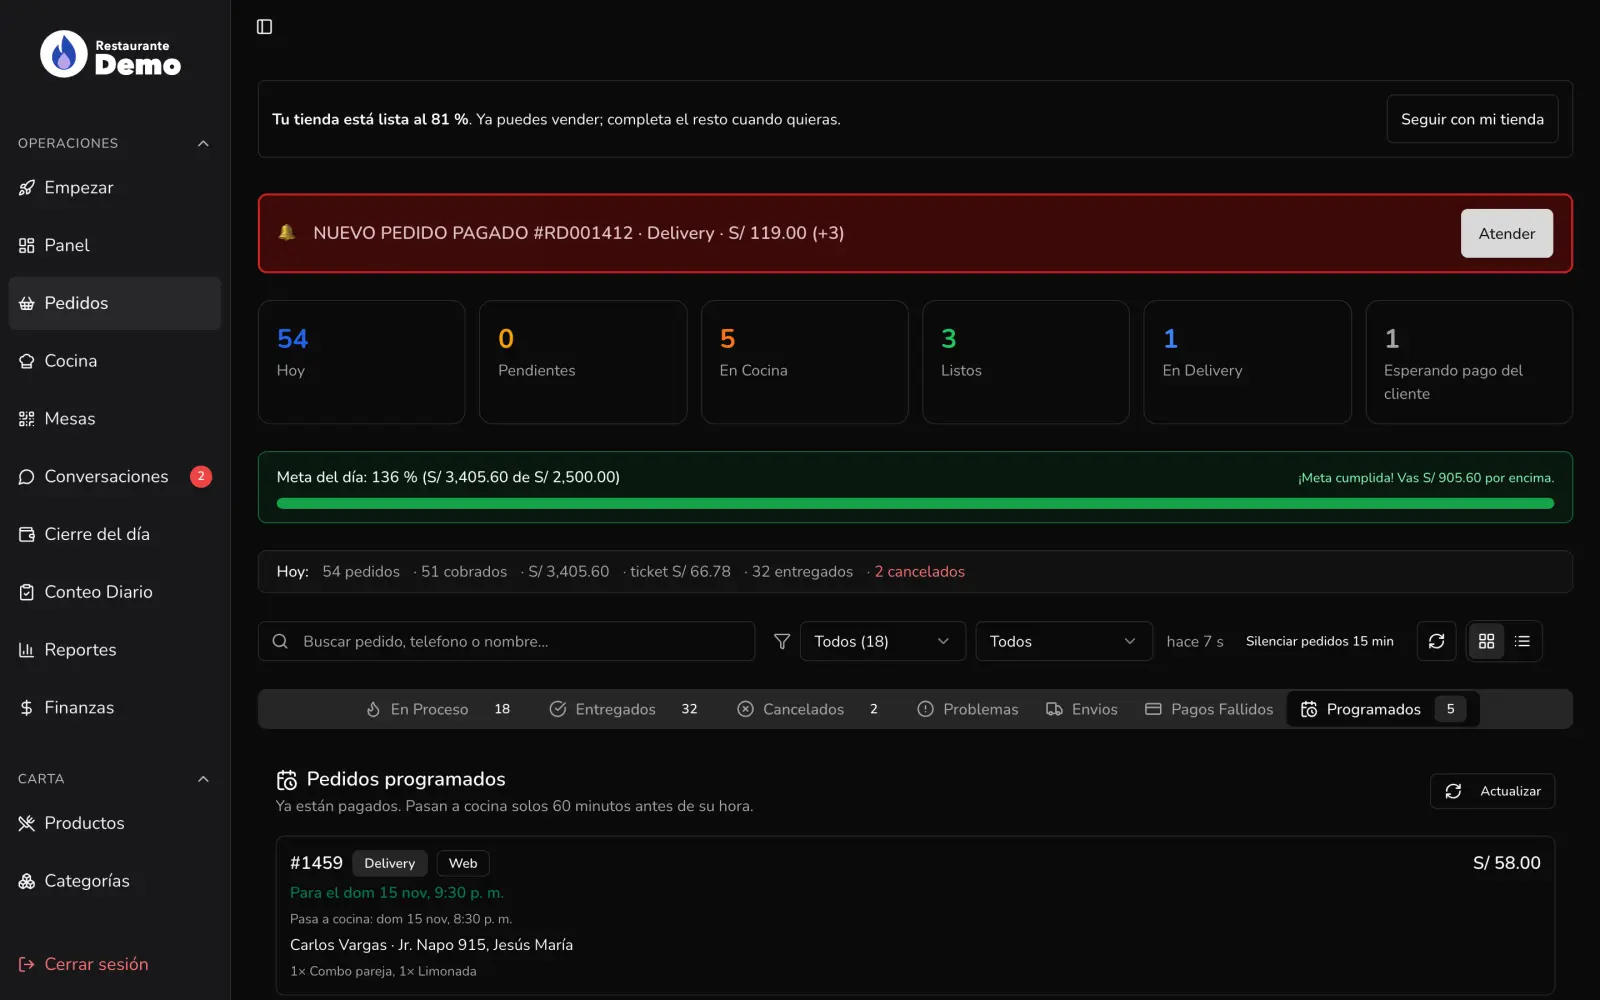 Restaurante
Demo
OPERACIONES
Empezar
Panel
Pedidos
Cocina
Mesas
Conversaciones 2
Cierre del día
Conteo Diario
Reportes
Finanzas
CARTA
Productos
Categorías
Cerrar sesión
Tu tienda está lista al 81 %. Ya puedes vender; completa el resto cuando quieras.
Seguir con mi tienda
NUEVO PEDIDO PAGADO #RD001412 · Delivery · S/ 119.00 (+3)
Atender
54
Hoy
0
Pendientes
5
En Cocina
3
Listos
1
En Delivery
1
Esperando pago del
cliente
Meta del día: 136 % (S/ 3,405.60 de S/ 2,500.00)
¡Meta cumplida! Vas S/ 905.60 por encima.
Hoy: 54 pedidos · 51 cobrados · S/ 3,405.60 · ticket S/ 66.78 · 32 entregados · 2 cancelados
Buscar pedido, telefono o nombre...
Todos (18)
Todos
hace 7 s
Silenciar pedidos 15 min
En Proceso 18
Entregados 32
Cancelados 2
Problemas
Envios
Pagos Fallidos
Programados 5
Pedidos programados
Ya están pagados. Pasan a cocina solos 60 minutos antes de su hora.
Actualizar
#1459 Delivery Web
S/ 58.00
Para el dom 15 nov, 9:30 p. m.
Pasa a cocina: dom 15 nov, 8:30 p. m.
Carlos Vargas · Jr. Napo 915, Jesús María
1× Combo pareja, 1× Limonada